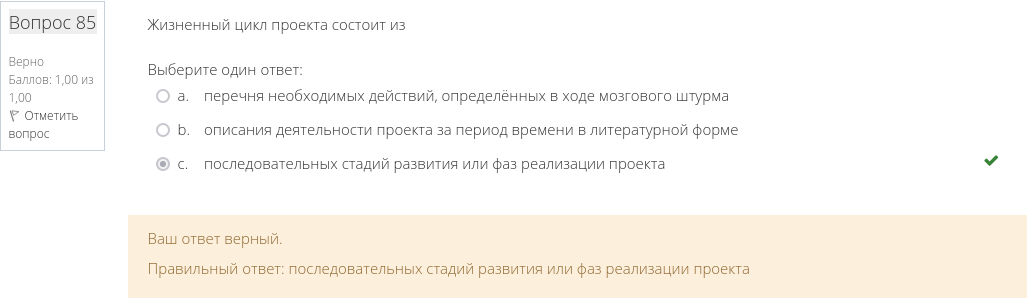 Вопрос 85
Верно
Баллов: 1,00 из
1,00
Отметить
вопрос
Жизненный цикл проекта состоит из
Выберите один ответ:
a. перечня необходимых действий, определённых в ходе мозгового штурма
b. описания деятельности проекта за период времени в литературной форме
c. последовательных стадий развития или фаз реализации проекта
Ваш ответ верный.
Правильный ответ: последовательных стадий развития или фаз реализации проекта